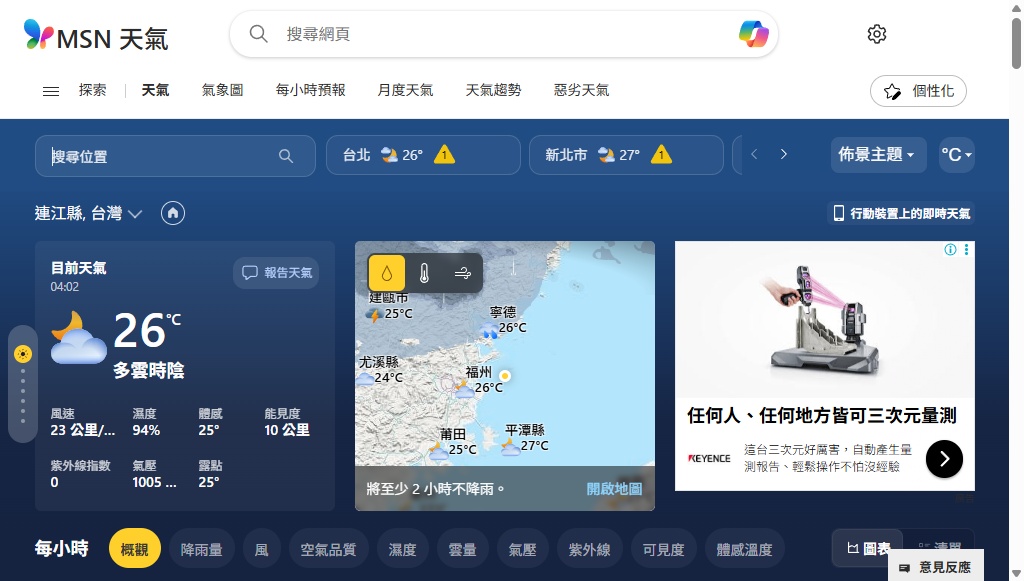 MSN 天氣
搜尋網頁
探索
天氣
氣象圖
每小時預報
月度天氣
天氣趨勢
惡劣天氣
個性化
搜尋位置
台北 26° 1
新北市 27° 1
佈景主題
°C
連江縣, 台灣
行動裝置上的即時天氣
目前天氣
04:02
報告天氣
26°C
多雲時陰
風速
23 公里/...
濕度
94%
體感
25°
能見度
10 公里
紫外線指數
0
氣壓
1005 ...
露點
25°
建甌市
25°C
寧德
26°C
尤溪縣
24°C
福州
26°C
莆田
25°C
平潭縣
27°C
將至少 2 小時不降雨。
開啟地圖
任何人、任何地方皆可三次元量測
KEYENCE
這台三次元好厲害，自動產生量
測報告、輕鬆操作不怕沒經驗
每小時
概觀
降雨量
風
空氣品質
濕度
雲量
氣壓
紫外線
可見度
體感溫度
圖表
清單
意見反應